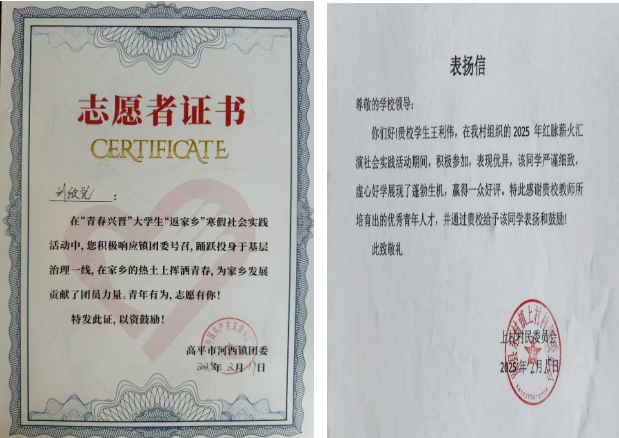 志愿者证书
CERTIFICATE
在“青春兴晋”大学生“返家乡”寒假社会实践
活动中,您积极响应镇团委号召,踊跃投身于基层
治理一线,在家乡的热土上挥洒青春,为家乡发展
贡献了团员力量。青年有为,志愿有你!
特发此证,以资鼓励!
高平市河西镇团委
年2月 日
表扬信
尊敬的学校领导:
你们好!贵校学生王利伟,在我村组织的2025年红脉薪火汇
演社会实践活动期间,积极参加,表现优异,该同学严谨细致,
虚心好学展现了蓬勃生机,赢得一众好评。特此感谢贵校教师所
培育出的优秀青年人才,并通过贵校给予该同学表扬和鼓励!
此致敬礼
上村村民委员会
2025年2月15日